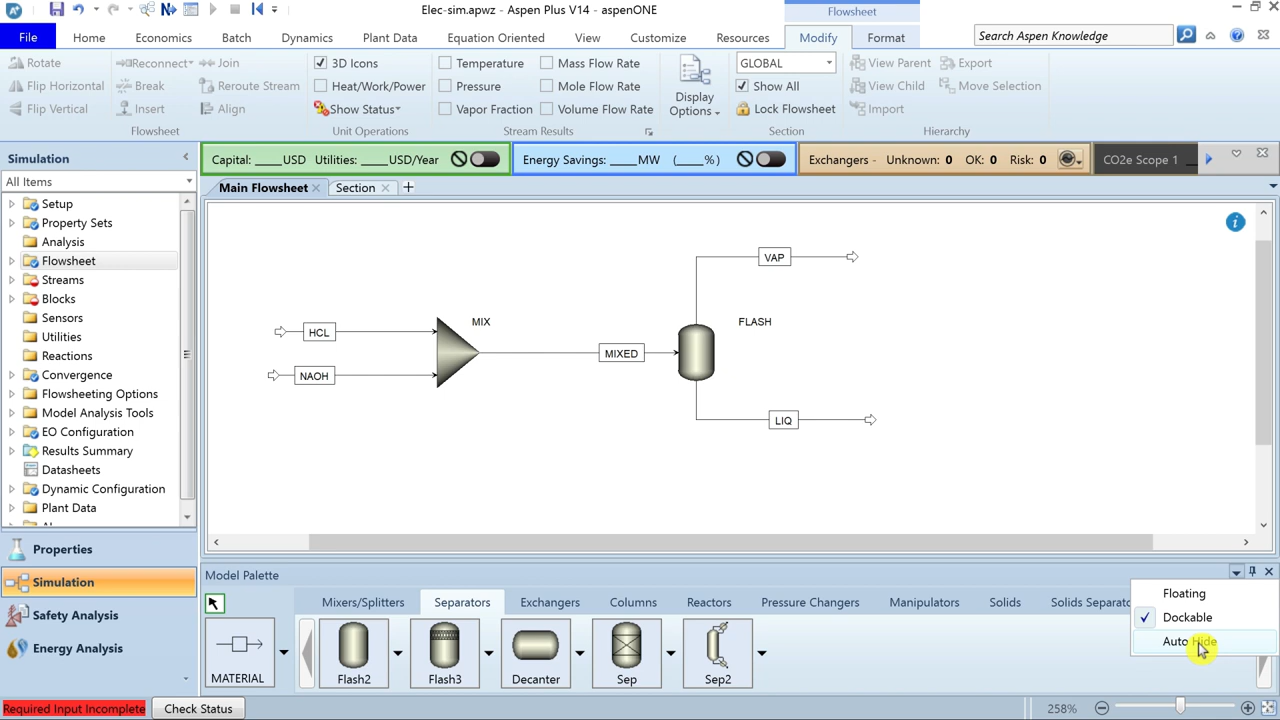 Elec-sim.apwz - Aspen Plus V14 - aspenONE
Flowsheet
File Home Economics Batch Dynamics Plant Data Equation Oriented View Customize Resources Modify Format
Search Aspen Knowledge
Rotate
Flip Horizontal
Flip Vertical
Reconnect
Break
Insert
Join
Reroute Stream
Align
Flowsheet
3D Icons
Heat/Work/Power
Show Status
Unit Operations
Temperature
Pressure
Vapor Fraction
Mass Flow Rate
Mole Flow Rate
Volume Flow Rate
Stream Results
Display
Options
GLOBAL
Show All
Lock Flowsheet
Section
View Parent
View Child
Import
Export
Move Selection
Hierarchy
Simulation
All Items
Setup
Property Sets
Analysis
Flowsheet
Streams
Blocks
Sensors
Utilities
Reactions
Convergence
Flowsheeting Options
Model Analysis Tools
EO Configuration
Results Summary
Datasheets
Dynamic Configuration
Plant Data
Properties
Simulation
Safety Analysis
Energy Analysis
Capital: _____USD Utilities: _____USD/Year
Energy Savings: _____MW (_____%)
Exchangers - Unknown: 0 OK: 0 Risk: 0
CO2e Scope 1
Main Flowsheet
Section
VAP
MIX
FLASH
HCL
MIXED
NAOH
LIQ
Model Palette
Floating
Dockable
Auto Hide
Mixers/Splitters Separators Exchangers Columns Reactors Pressure Changers Manipulators Solids Solids Separato
MATERIAL
Flash2
Flash3
Decanter
Sep
Sep2
Required Input Incomplete
Check Status
258%